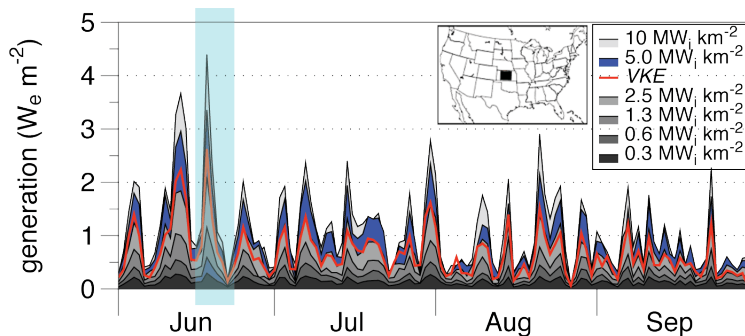 generation (Wₑ m⁻²)
5
4
3
2
1
0
10 MWᵢ km⁻²
5.0 MWᵢ km⁻²
VKE
2.5 MWᵢ km⁻²
1.3 MWᵢ km⁻²
0.6 MWᵢ km⁻²
0.3 MWᵢ km⁻²
Jun Jul Aug Sep